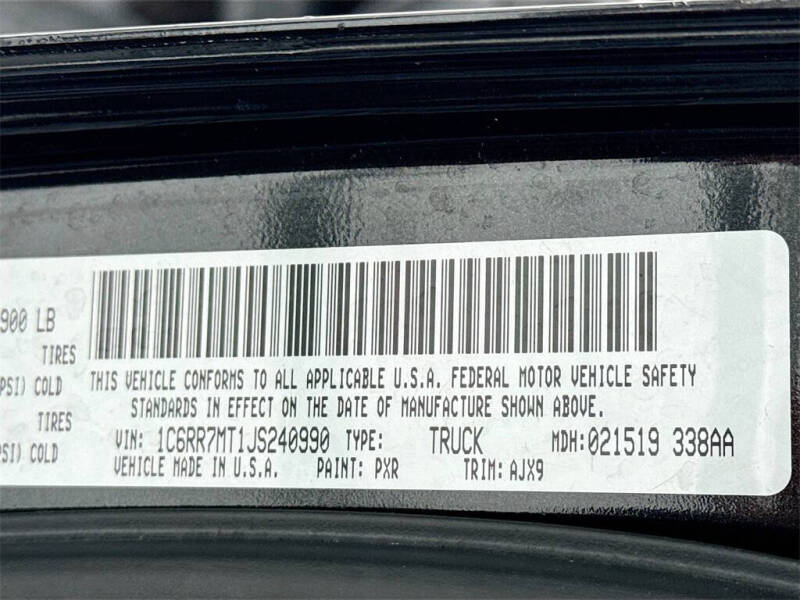 900 LB
TIRES
PSI) COLD
TIRES
SI) COLD
THIS VEHICLE CONFORMS TO ALL APPLICABLE U.S.A. FEDERAL MOTOR VEHICLE SAFETY
STANDARDS IN EFFECT ON THE DATE OF MANUFACTURE SHOWN ABOVE.
VIN: 1C6RR7MT1JS240990 TYPE: TRUCK MDH:021519 338AA
VEHICLE MADE IN U.S.A. PAINT: PXR TRIM: AJX9